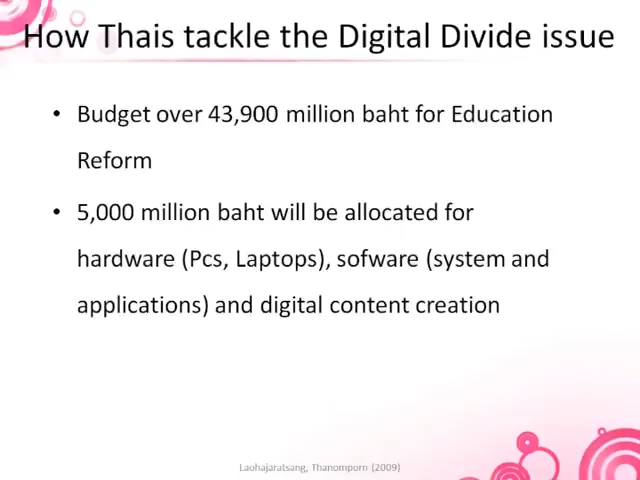 How Thais tackle the Digital Divide issue
• Budget over 43,900 million baht for Education
Reform
• 5,000 million baht will be allocated for
hardware (Pcs, Laptops), sofware (system and
applications) and digital content creation
Laohajaratsang, Thanomporn (2009)